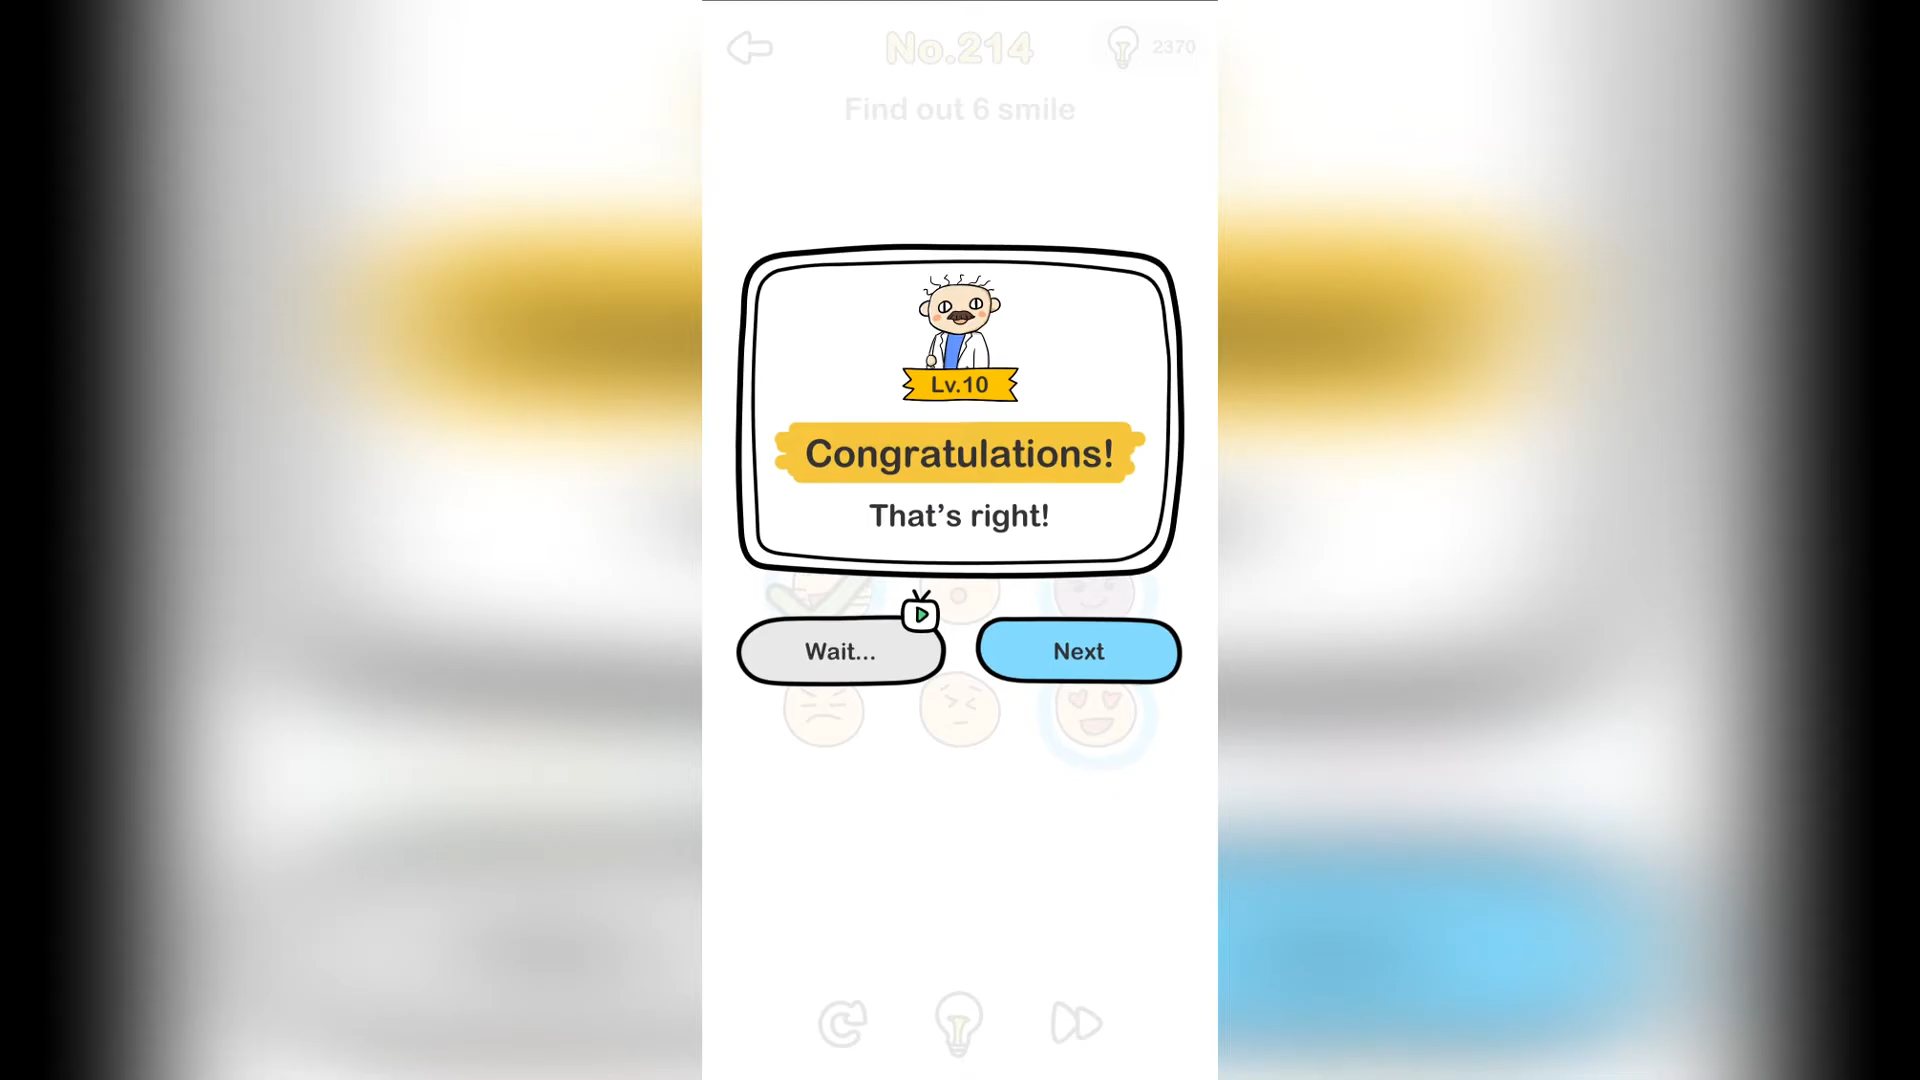 No.214
2370
Find out 6 smile
Lv.10
Congratulations!
That's right!
Wait...
Next